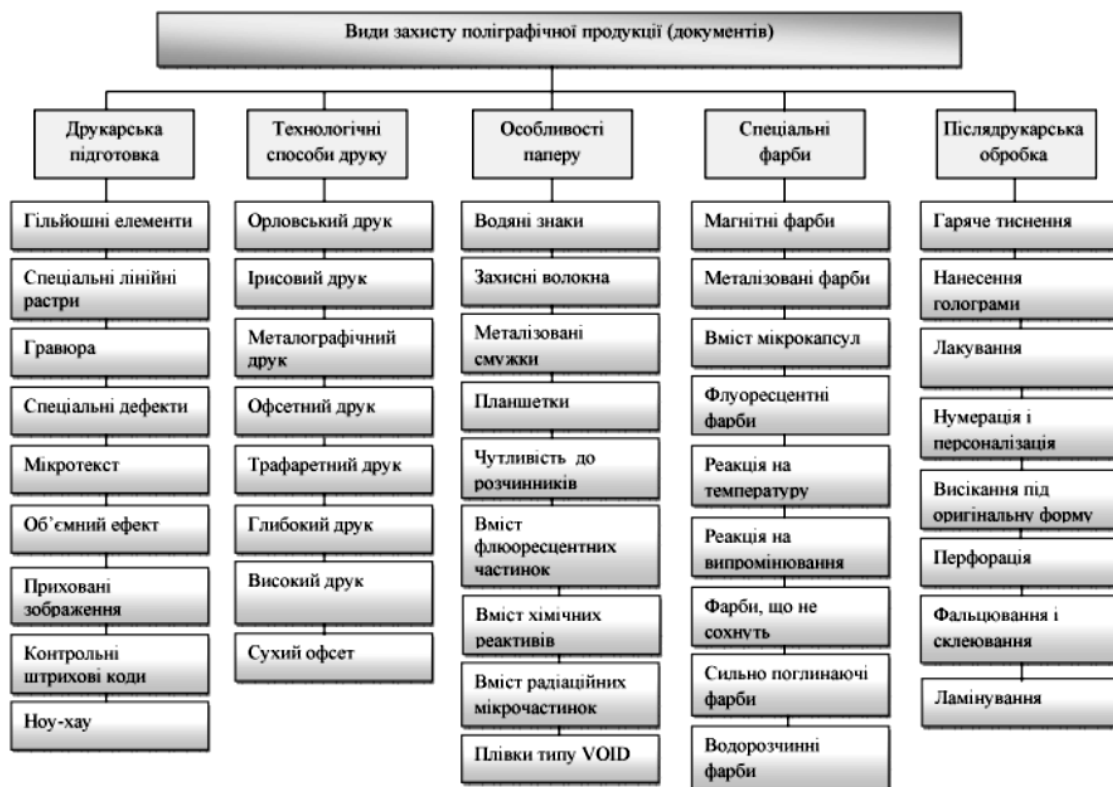 Види захисту поліграфічної продукції (документів)
Друкарська
підготовка
Гільйошні елементи
Спеціальні лінійні
растри
Гравюра
Спеціальні дефекти
Мікротекст
Об’ємний ефект
Приховані
зображення
Контрольні
штрихові коди
Ноу-хау
Технологічні
способи друку
Орловський друк
Ірисовий друк
Металографічний
друк
Офсетний друк
Трафаретний друк
Глибокий друк
Високий друк
Сухий офсет
Особливості
паперу
Водяні знаки
Захисні волокна
Металізовані
смужки
Планшетки
Чутливість до
розчинників
Вміст
флюоресцентних
частинок
Вміст хімічних
реактивів
Вміст радіаційних
мікрочастинок
Плівки типу VOID
Спеціальні
фарби
Магнітні фарби
Металізовані фарби
Вміст мікрокапсул
Флуоресцентні
фарби
Реакція на
температуру
Реакція на
випромінювання
Фарби, що не
сохнуть
Сильно поглинаючі
фарби
Водорозчинні
фарби
Післядрукарська
обробка
Гаряче тиснення
Нанесення
голограми
Лакування
Нумерація і
персоналізація
Висікання під
оригінальну форму
Перфорація
Фальцювання і
склеювання
Ламінування